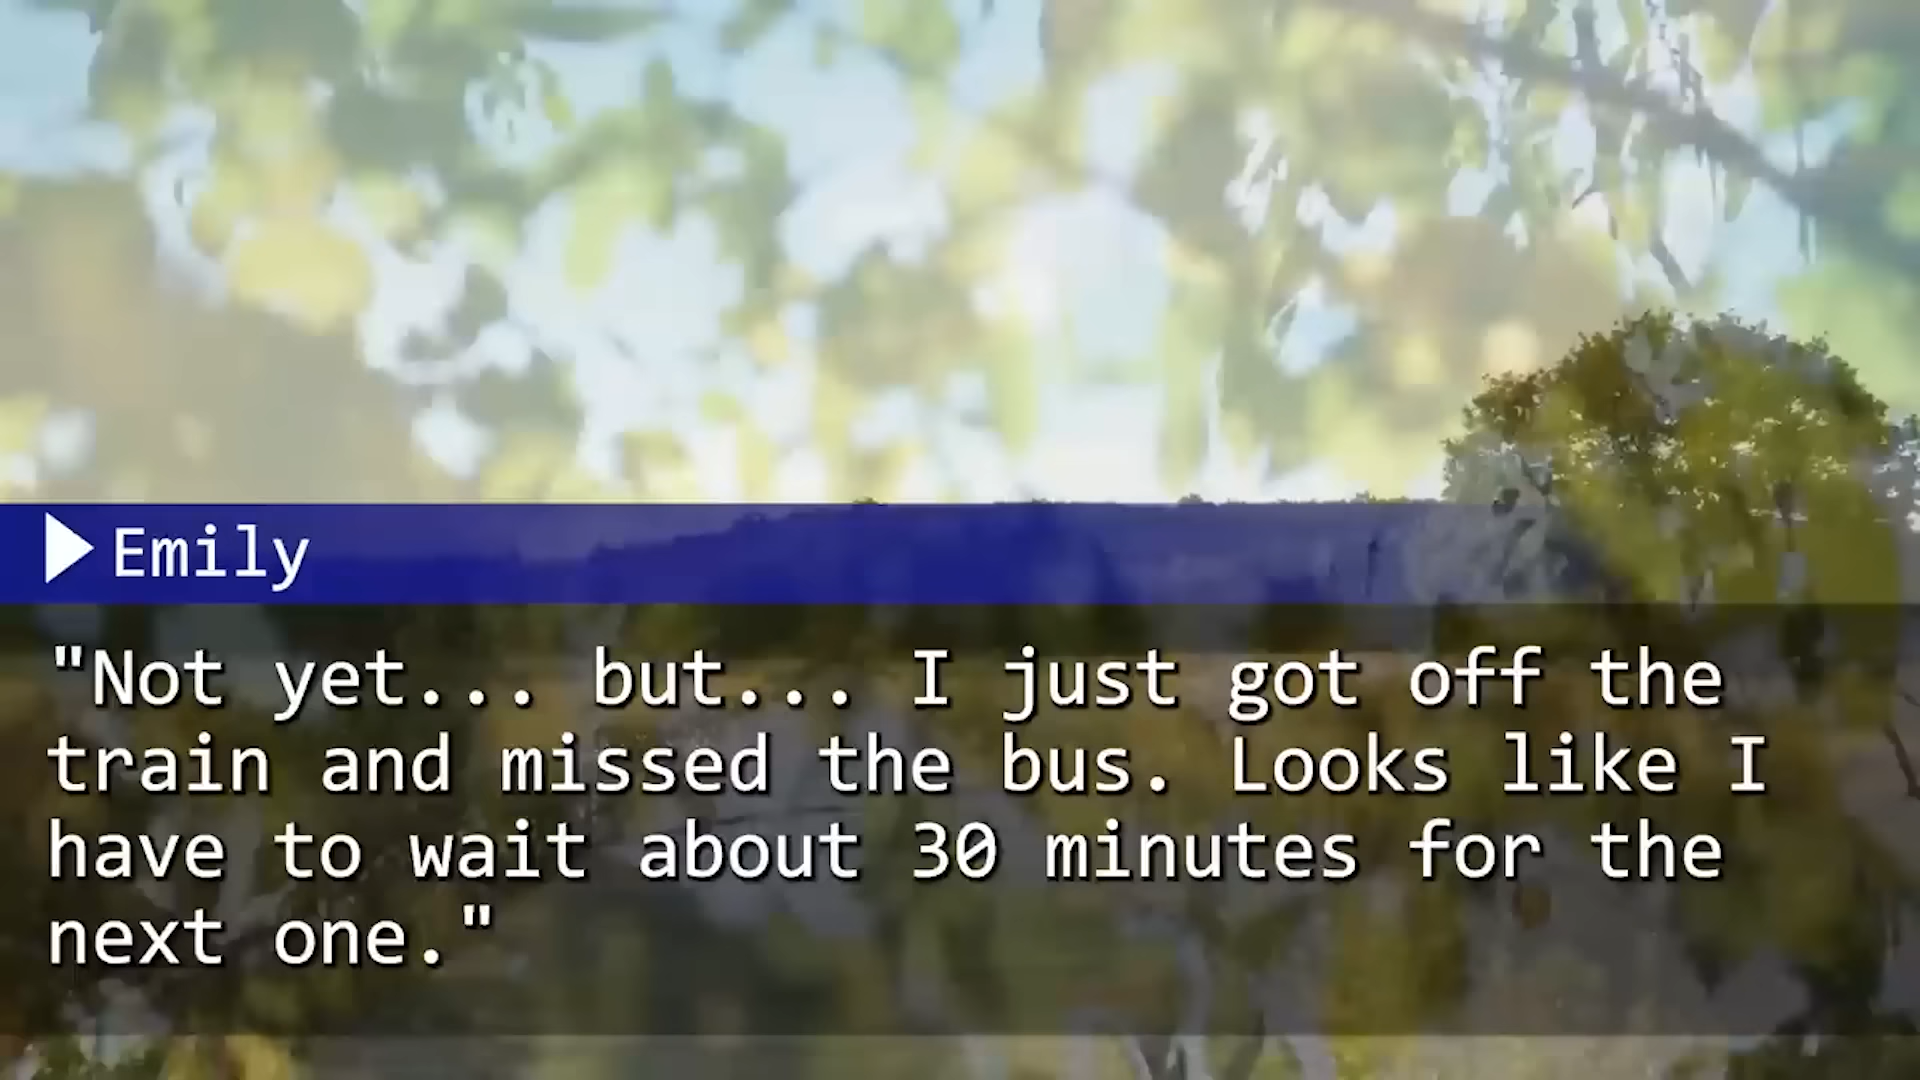 Emily
"Not yet... but... I just got off the
train and missed the bus. Looks like I
have to wait about 30 minutes for the
next one."